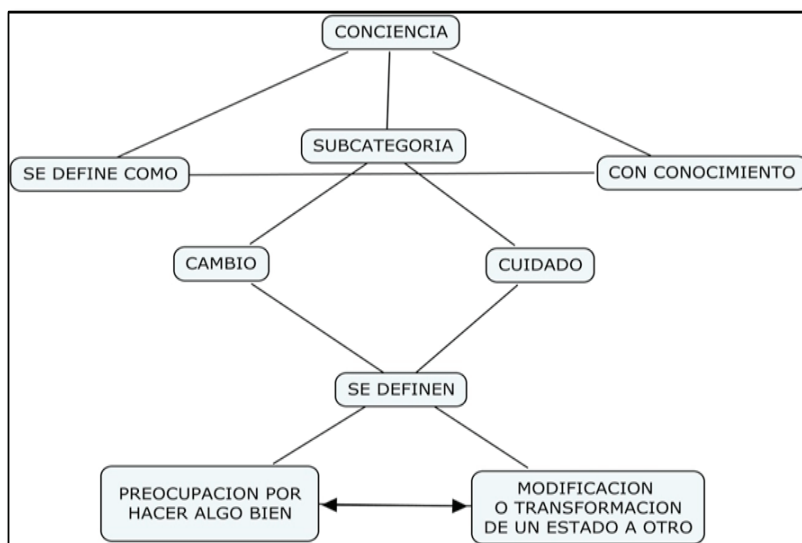 CONCIENCIA
SUBCATEGORIA
SE DEFINE COMO
CON CONOCIMIENTO
CAMBIO
CUIDADO
SE DEFINEN
PREOCUPACION POR
HACER ALGO BIEN
MODIFICACION
O TRANSFORMACION
DE UN ESTADO A OTRO